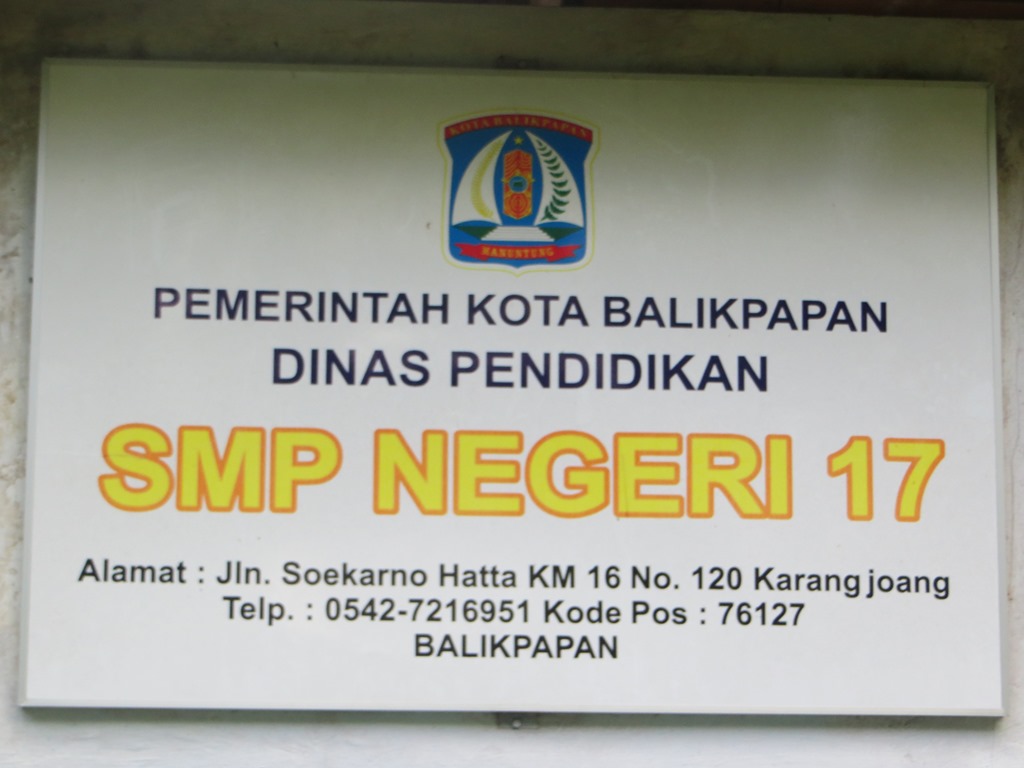 KOTA BALIKPAPAN
MANUNTUNG
PEMERINTAH KOTA BALIKPAPAN
DINAS PENDIDIKAN
SMP NEGERI 17
Alamat : Jln. Soekarno Hatta KM 16 No. 120 Karang joang
Telp. : 0542-7216951 Kode Pos : 76127
BALIKPAPAN